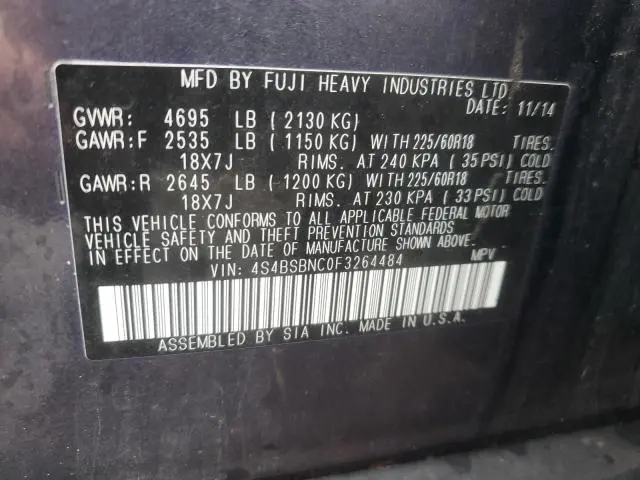 MFD BY FUJI HEAVY INDUSTRIES LTD.
DATE: 11/14
GVWR: 4695 LB (2130 KG)
GAWR:F 2535 LB (1150 KG) WITH 225/60R18 TIRES.
18X7J RIMS. AT 240 KPA (35 PSI) COLD
GAWR:R 2645 LB (1200 KG) WITH 225/60R18 TIRES.
18X7J RIMS. AT 230 KPA (33 PSI) COLD
THIS VEHICLE CONFORMS TO ALL APPLICABLE FEDERAL MOTOR
VEHICLE SAFETY AND THEFT PREVENTION STANDARDS
IN EFFECT ON THE DATE OF MANUFACTURE SHOWN ABOVE.
VIN: 4S4BSBNC0F3264484 MPV
ASSEMBLED BY SIA INC. MADE IN U.S.A.